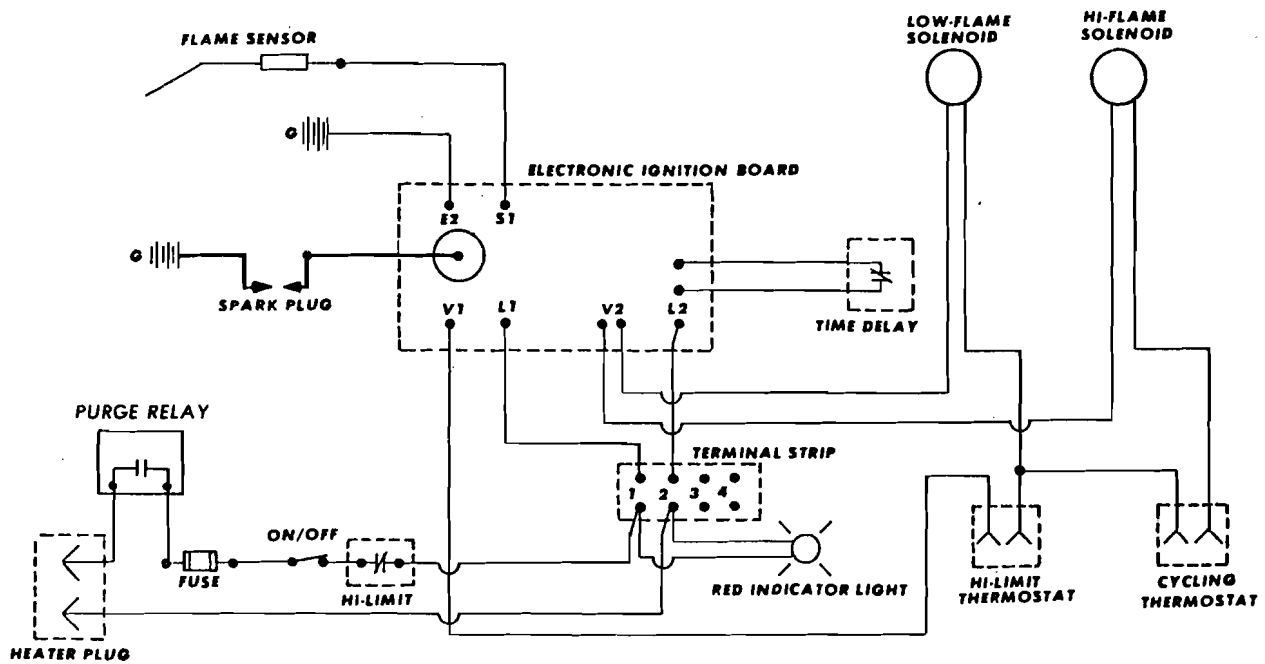 LOW-FLAME
SOLENOID
HI-FLAME
SOLENOID
FLAME SENSOR
G
ELECTRONIC IGNITION BOARD
E2
S1
G
SPARK PLUG
V1
L1
V2
L2
TIME DELAY
PURGE RELAY
TERMINAL STRIP
1
2
3
4
ON/OFF
FUSE
HI-LIMIT
RED INDICATOR LIGHT
HI-LIMIT
THERMOSTAT
CYCLING
THERMOSTAT
HEATER PLUG